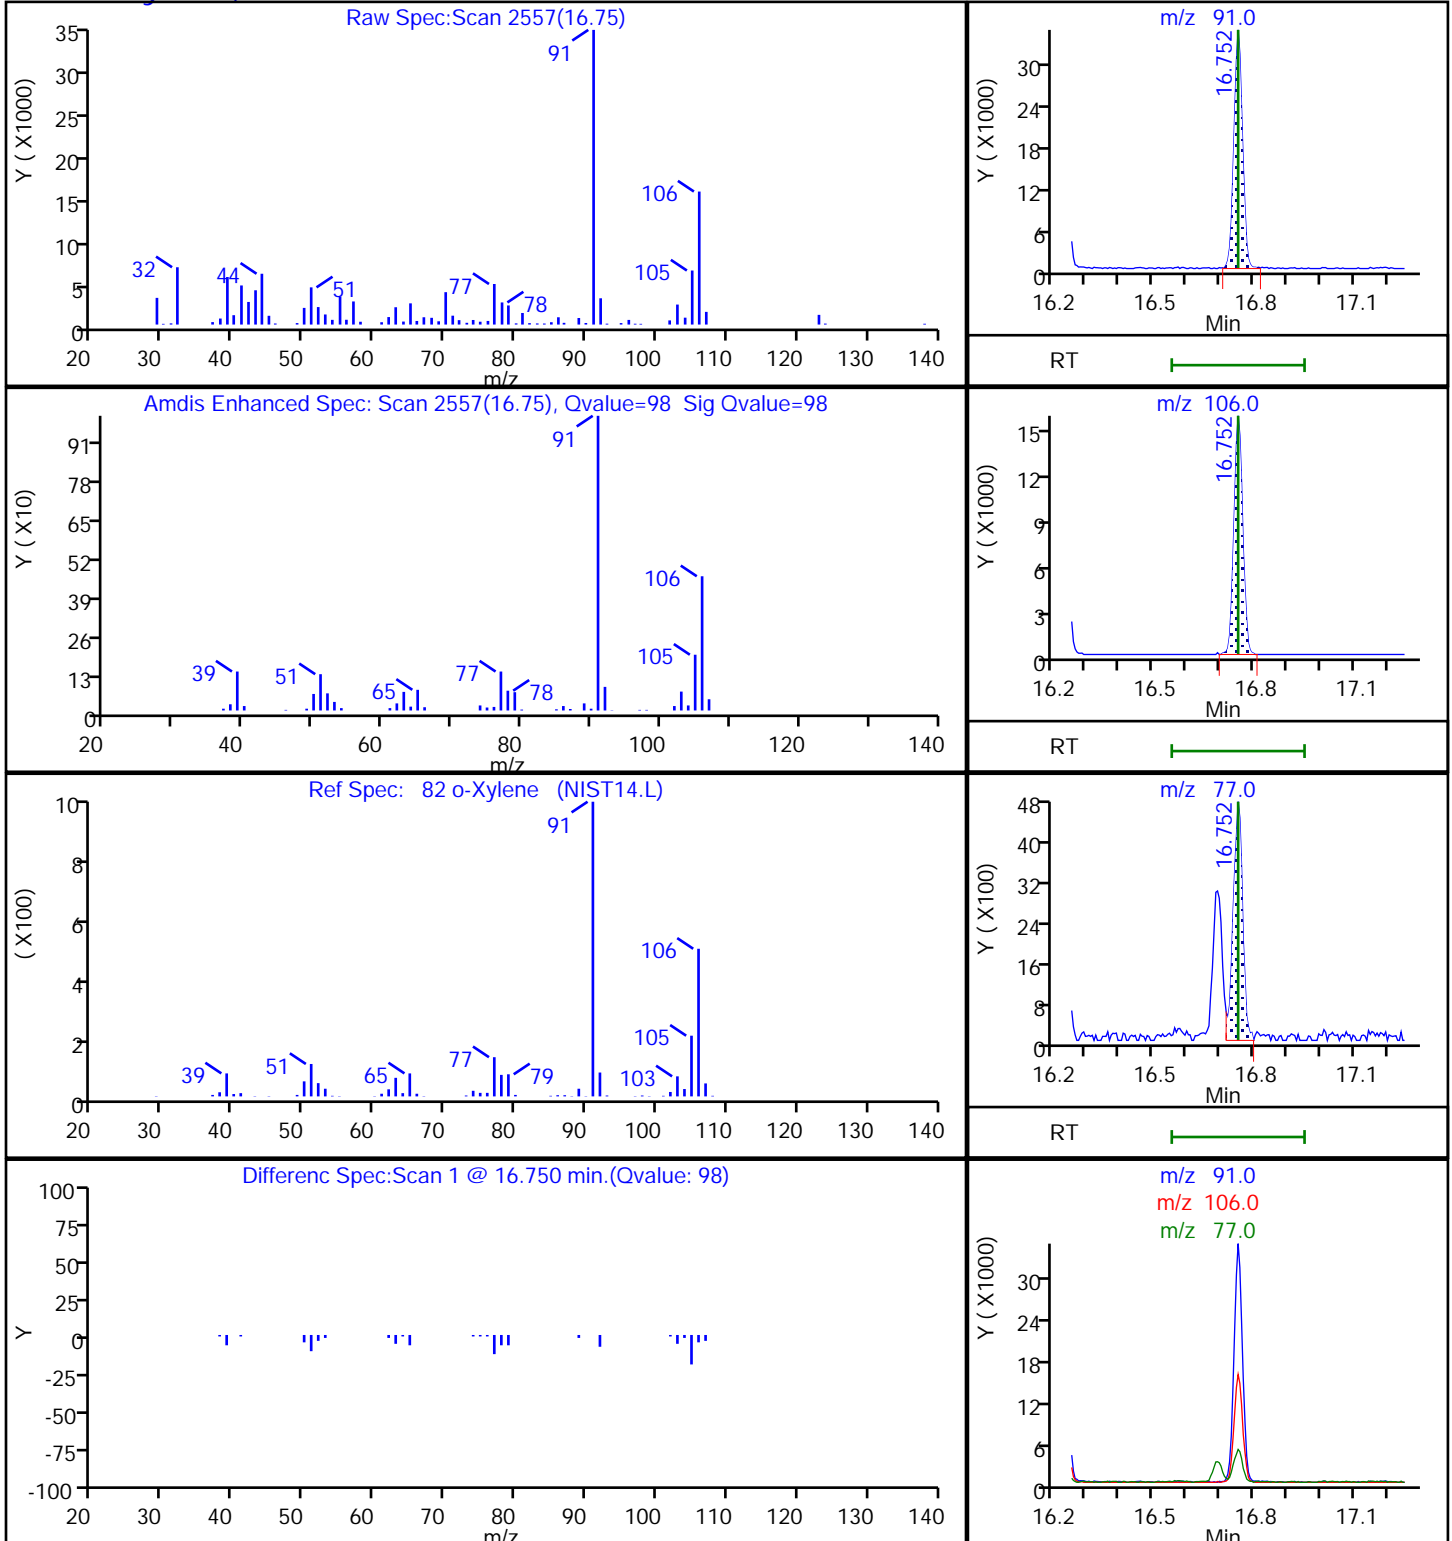 Raw Spec:Scan 2557(16.75)
Y ( X1000)
35
30
25
20
15
10
5
0
91
106
105
32
44
51
77
78
20 30 40 50 60 70 80 90 100 110 120 130 140
m/z
m/z 91.0
Y ( X1000)
30
24
18
12
6
0
16.752
16.2 16.5 16.8 17.1
Min
RT
Amdis Enhanced Spec: Scan 2557(16.75), Qvalue=98 Sig Qvalue=98
Y ( X10)
91
78
65
52
39
26
13
0
91
106
105
39
51
65
77
78
20 40 60 80 100 120 140
m/z
m/z 106.0
Y ( X1000)
15
12
9
6
3
0
16.752
16.2 16.5 16.8 17.1
Min
RT
Ref Spec: 82 o-Xylene (NIST14.L)
( X100)
10
8
6
4
2
0
91
106
105
39
51
65
77
79
103
20 30 40 50 60 70 80 90 100 110 120 130 140
m/z 77.0
Y ( X100)
48
40
32
24
16
8
0
16.752
16.2 16.5 16.8 17.1
Min
RT
Differenc Spec:Scan 1 @ 16.750 min.(Qvalue: 98)
Y
100
75
50
25
0
-25
-50
-75
-100
20 30 40 50 60 70 80 90 100 110 120 130 140
m/z
m/z 91.0
m/z 106.0
m/z 77.0
Y ( X1000)
30
24
18
12
6
0
16.2 16.5 16.8 17.1
Min